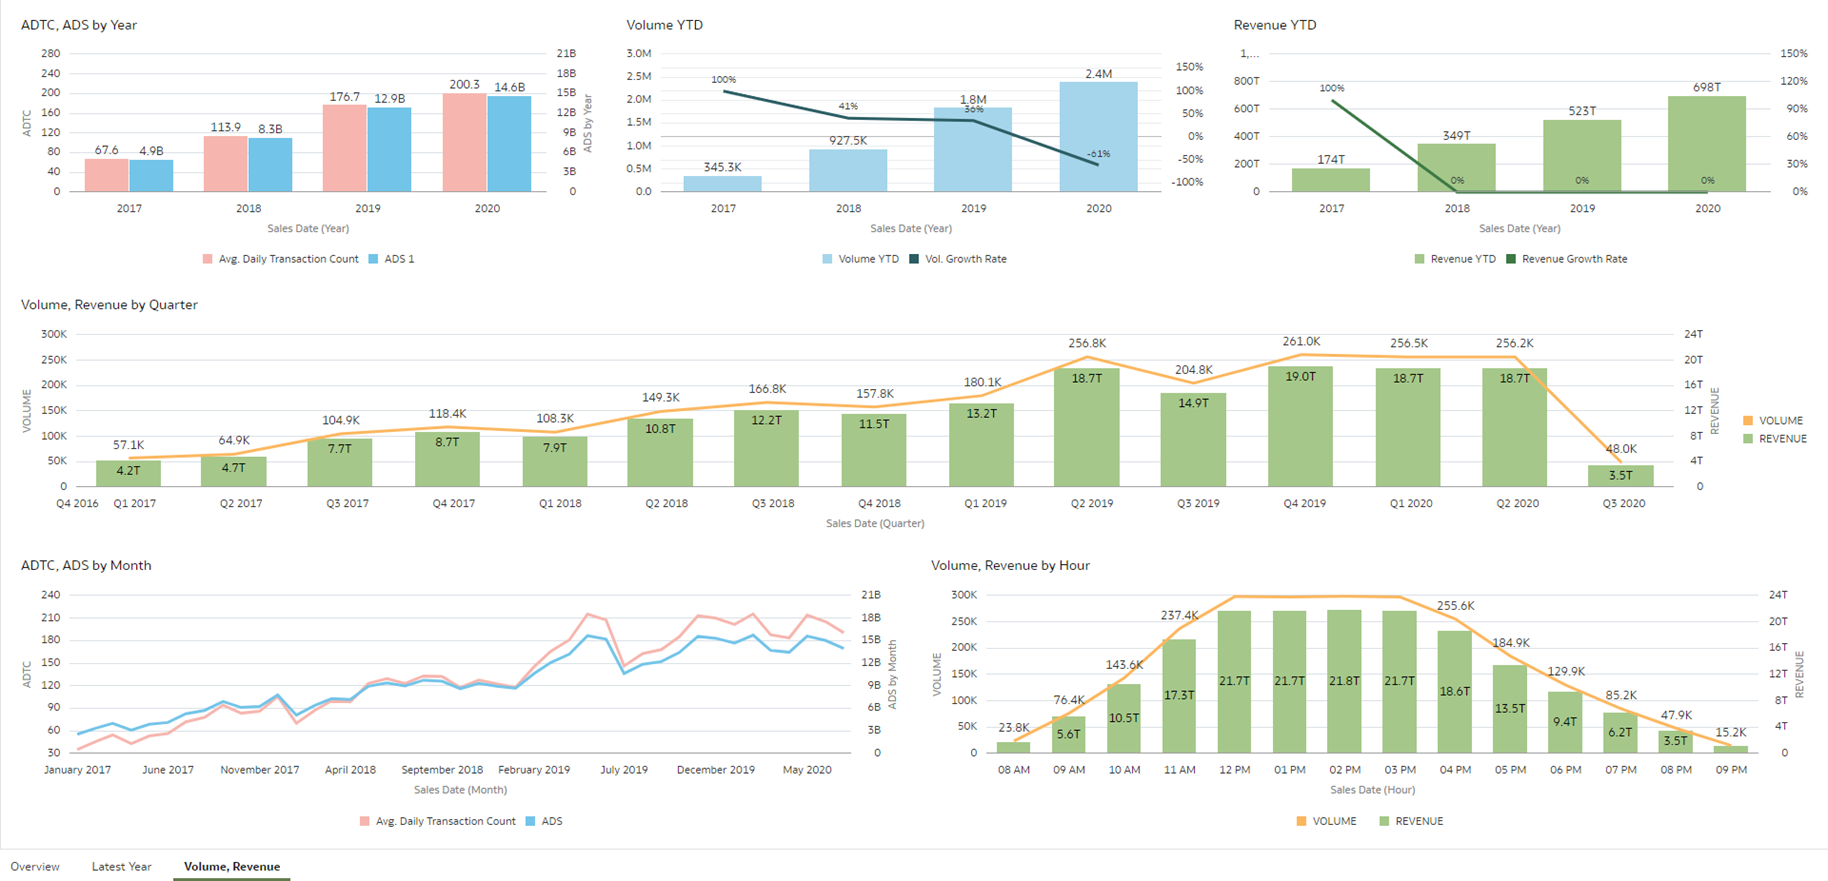 ADTC, ADS by Year
280 21B
240 18B
200 15B
160 12B
120 9B
80 6B
40 3B
0 0
ADTC
ADS by Year
67.6 4.9B 113.9 8.3B 176.7 12.9B 200.3 14.6B
2017 2018 2019 2020
Sales Date (Year)
Avg. Daily Transaction Count ADS 1
Volume YTD
3.0M
2.5M
2.0M
1.5M
1.0M
0.5M
0.0
150%
100%
50%
0%
-50%
-100%
100% 41% 36% -61%
345.3K 927.5K 1.8M 2.4M
2017 2018 2019 2020
Sales Date (Year)
Volume YTD Vol. Growth Rate
Revenue YTD
1,... 150%
800T 120%
600T 90%
400T 60%
200T 30%
0 0%
100% 0% 0% 0%
174T 349T 523T 698T
2017 2018 2019 2020
Sales Date (Year)
Revenue YTD Revenue Growth Rate
Volume, Revenue by Quarter
300K 24T
250K 20T
200K 16T
150K 12T
100K 8T
50K 4T
0 0
VOLUME
REVENUE
57.1K 64.9K 104.9K 118.4K 108.3K 149.3K 166.8K 157.8K 180.1K 256.8K 204.8K 261.0K 256.5K 256.2K 48.0K
4.2T 4.7T 7.7T 8.7T 7.9T 10.8T 12.2T 11.5T 13.2T 18.7T 14.9T 19.0T 18.7T 18.7T 3.5T
Q4 2016 Q1 2017 Q2 2017 Q3 2017 Q4 2017 Q1 2018 Q2 2018 Q3 2018 Q4 2018 Q1 2019 Q2 2019 Q3 2019 Q4 2019 Q1 2020 Q2 2020 Q3 2020
Sales Date (Quarter)
VOLUME
REVENUE
ADTC, ADS by Month
240 21B
210 18B
180 15B
150 12B
120 9B
90 6B
60 3B
30 0
ADTC
ADS by Month
January 2017 June 2017 November 2017 April 2018 September 2018 February 2019 July 2019 December 2019 May 2020
Sales Date (Month)
Avg. Daily Transaction Count ADS
Volume, Revenue by Hour
300K 24T
250K 20T
200K 16T
150K 12T
100K 8T
50K 4T
0 0
VOLUME
REVENUE
23.8K 76.4K 143.6K 237.4K 255.6K 184.9K 129.9K 85.2K 47.9K 15.2K
5.6T 10.5T 17.3T 21.7T 21.7T 21.8T 21.7T 18.6T 13.5T 9.4T 6.2T 3.5T
08 AM 09 AM 10 AM 11 AM 12 PM 01 PM 02 PM 03 PM 04 PM 05 PM 06 PM 07 PM 08 PM 09 PM
Sales Date (Hour)
VOLUME REVENUE
Overview Latest Year Volume, Revenue